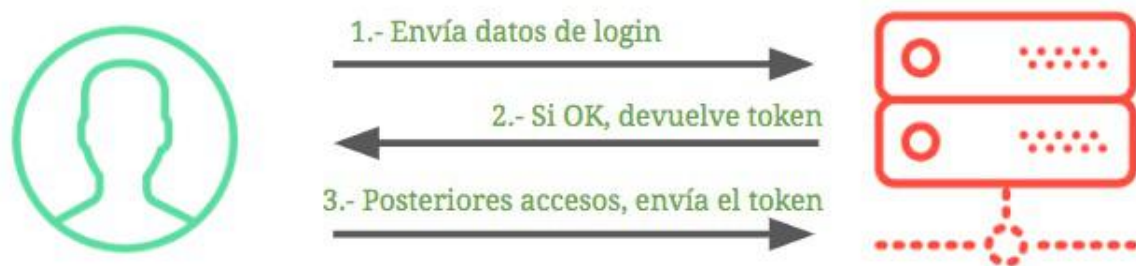 1.- Envía datos de login
2.- Si OK, devuelve token
3.- Posteriores accesos, envía el token